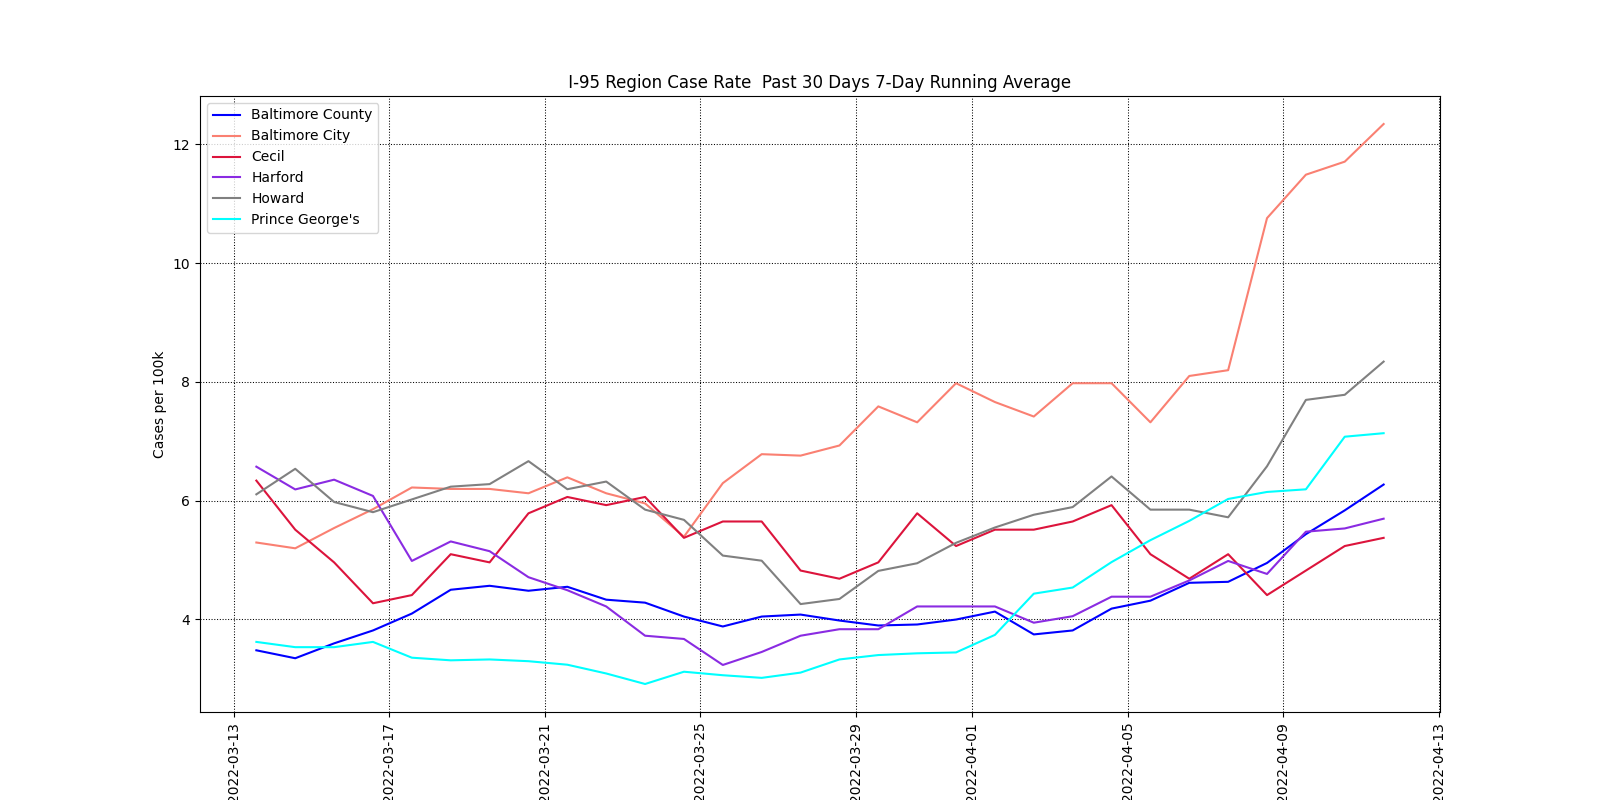 I-95 Region Case Rate  Past 30 Days 7-Day Running Average
Baltimore County
Baltimore City
Cecil
Harford
Howard
Prince George's
Cases per 100k
12
10
8
6
4
2022-03-13
2022-03-17
2022-03-21
2022-03-25
2022-03-29
2022-04-01
2022-04-05
2022-04-09
2022-04-13